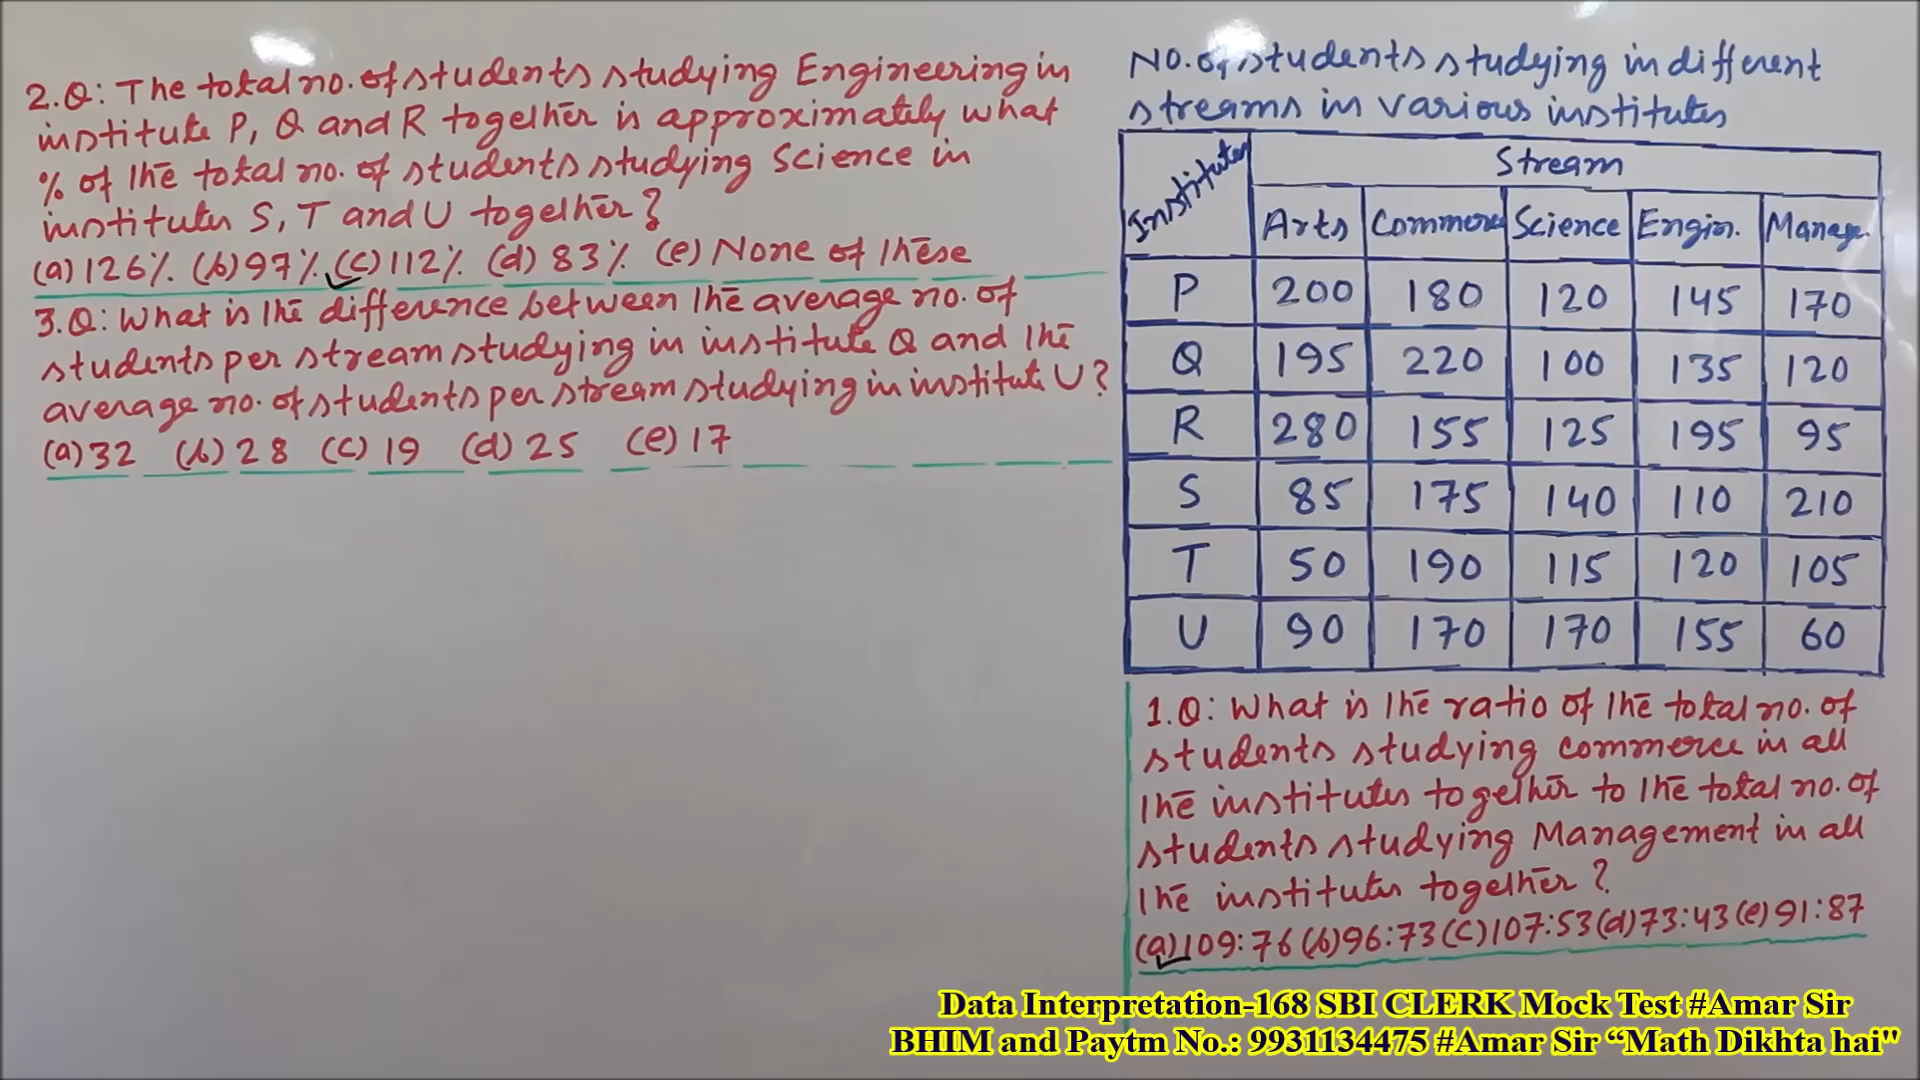 2.Q: The total no. of students studying Engineering in
institute P, Q and R together is approximately what
% of the total no. of students studying Science in
institutes S, T and U together?
(a) 126% (b) 97% (c) 112% (d) 83% (e) None of these
3.Q: What is the difference between the average no. of
students per stream studying in institute Q and the
average no. of students per stream studying in institute U?
(a) 32 (b) 28 (c) 19 (d) 25 (e) 17
No. of students studying in different
streams in various institutes
Institutes Stream
Arts Commerce Science Engin. Manage.
P 200 180 120 145 170
Q 195 220 100 135 120
R 280 155 125 195 95
S 85 175 140 110 210
T 50 190 115 120 105
U 90 170 170 155 60
1.Q: What is the ratio of the total no. of
students studying commerce in all
the institutes together to the total no. of
students studying Management in all
the institutes together?
(a) 109:76 (b) 96:73 (c) 107:53 (d) 73:43 (e) 91:87
Data Interpretation-168 SBI CLERK Mock Test #Amar Sir
BHIM and Paytm No.: 9931134475 #Amar Sir “Math Dikhta hai"